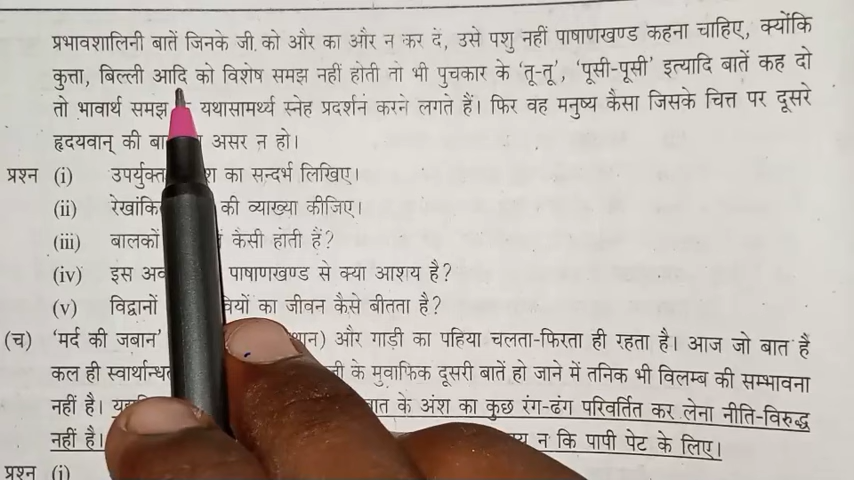 प्रभावशालिनी बातें जिनके जी को और का और न कर दें, उसे पशु नहीं पाषाणखण्ड कहना चाहिए, क्योंकि
कुत्ता, बिल्ली आदि को विशेष समझ नहीं होती तो भी पुचकार के ‘तू-तू’, ‘पूसी-पूसी’ इत्यादि बातें कह दो
तो भावार्थ समझ यथासामर्थ्य स्नेह प्रदर्शन करने लगते हैं। फिर वह मनुष्य कैसा जिसके चित्त पर दूसरे
हृदयवान् की असर न हो।
प्रश्न (i) उपर्युक्त का सन्दर्भ लिखिए।
(ii) की व्याख्या कीजिए।
(iii) बालकों कैसी होती हैं?
(iv) इस पाषाणखण्ड से क्या आशय है?
(v) विद्वानों का जीवन कैसे बीतता है?
(च) ‘मर्द की जबान’ और गाड़ी का पहिया चलता-फिरता ही रहता है। आज जो बात है
कल ही के मुवाफिक दूसरी बातें हो जाने में तनिक भी विलम्ब की सम्भावना
नहीं है। बात के अंश का कुछ रंग-ढंग परिवर्तित कर लेना नीति-विरुद्ध
नहीं है। न कि पापी पेट के लिए।
प्रश्न (i)